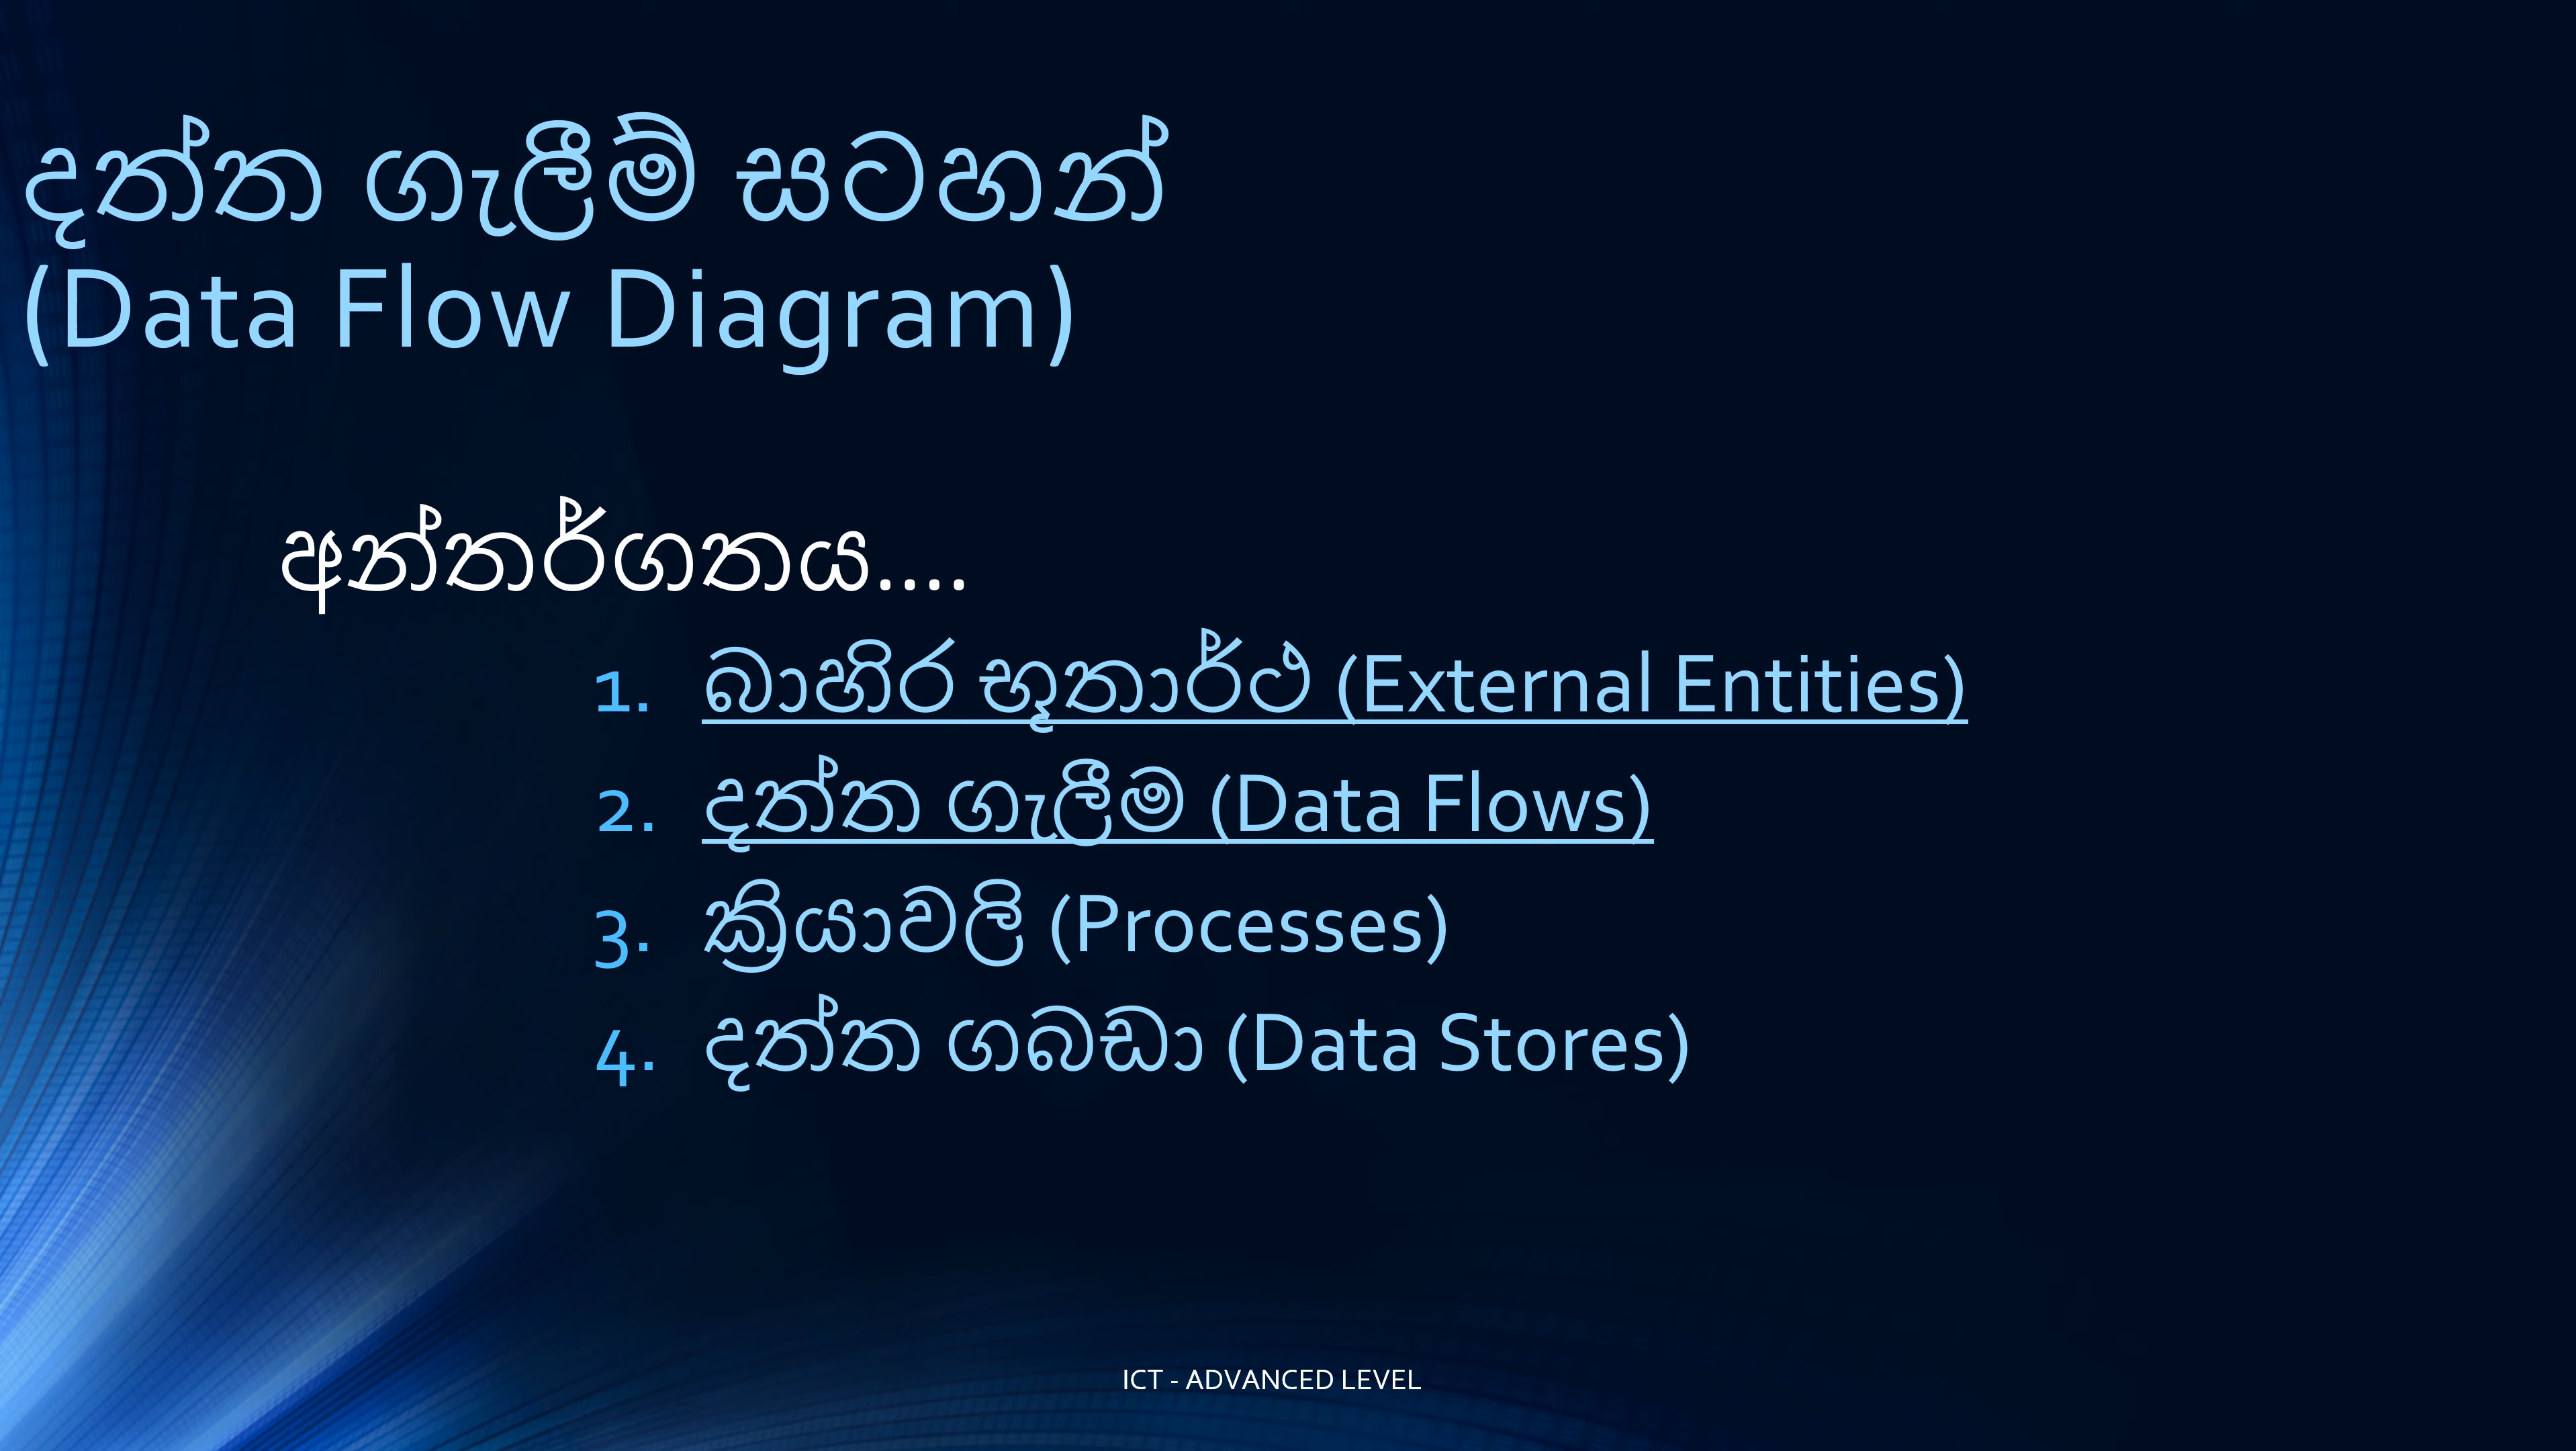 දත්ත ගැලීම් සටහන්
(Data Flow Diagram)
අන්තර්ගතය....
1. බාහිර භූතාර්ථ (External Entities)
2. දත්ත ගැලීම (Data Flows)
3. ක්‍රියාවලි (Processes)
4. දත්ත ගබඩා (Data Stores)
ICT - ADVANCED LEVEL